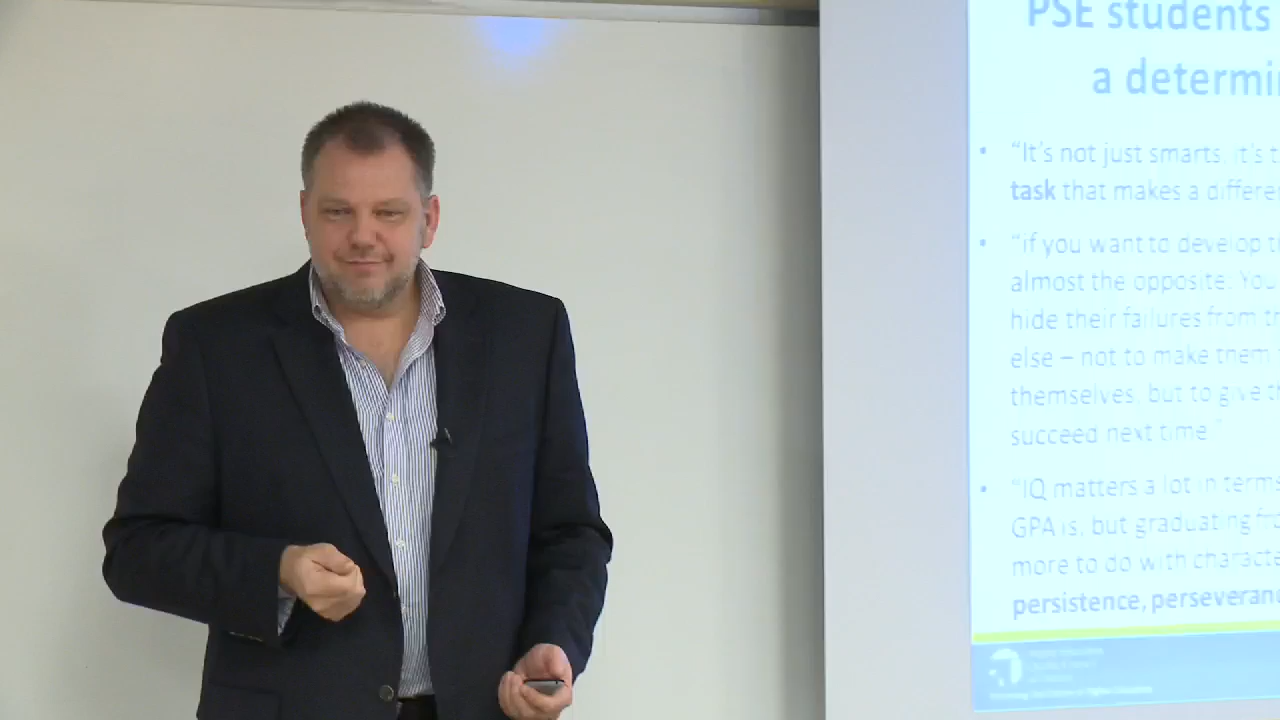 PSE students
a determi
• "It's not just smarts, it's t
task that makes a differe
• "If you want to develop t
almost the opposite. You
hide their failures from t
else – not to make them
themselves, but to give t
succeed next time."
• "IQ matters a lot in terms
GPA is, but graduating fr
more to do with characte
persistence, perseveranc